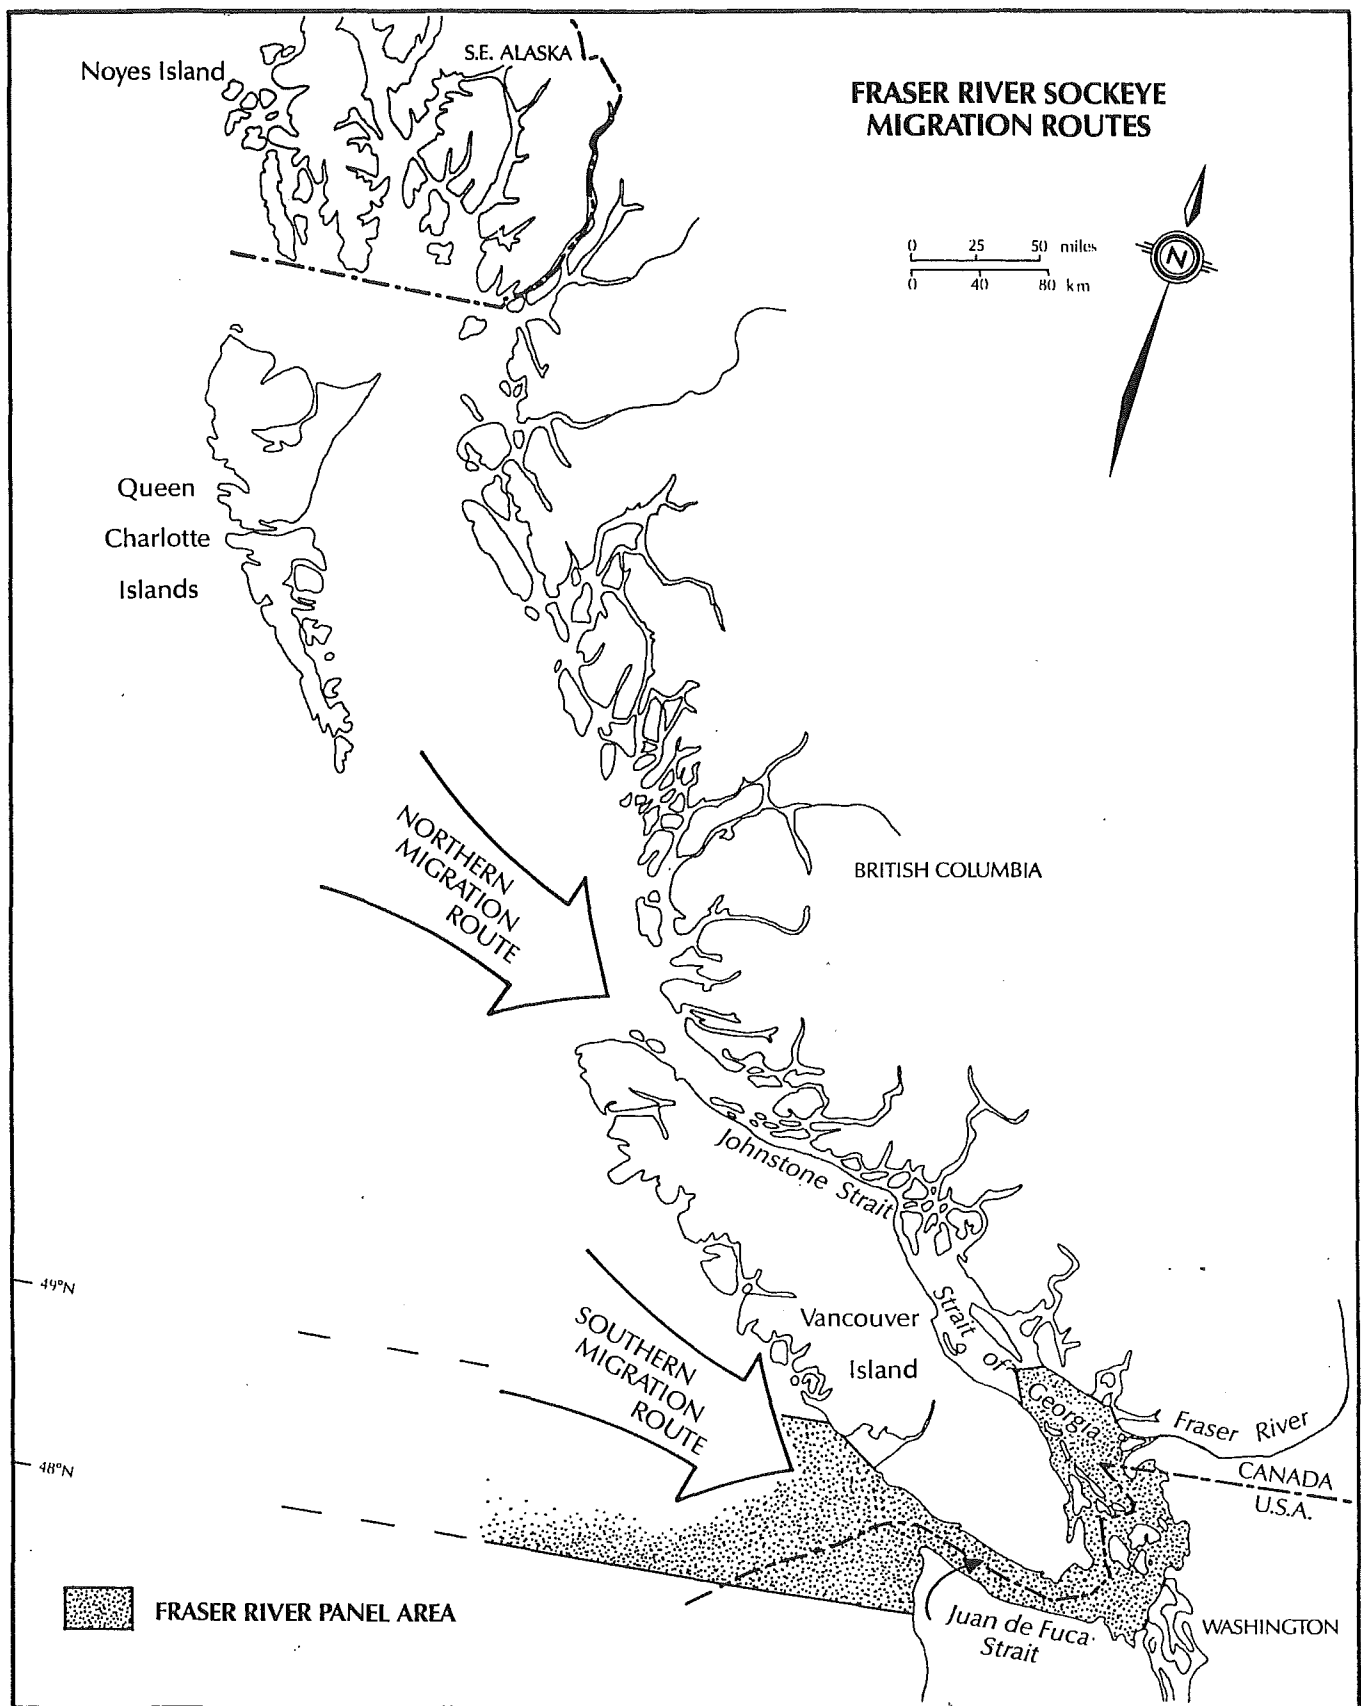 Noyes Island
S.E. ALASKA
FRASER RIVER SOCKEYE
MIGRATION ROUTES
0 25 50 miles
0 40 80 km
N
Queen
Charlotte
Islands
NORTHERN
MIGRATION
ROUTE
BRITISH COLUMBIA
Johnstone Strait
49°N
Vancouver
Island
Strait of
Georgia
SOUTHERN
MIGRATION
ROUTE
Fraser River
48°N
CANADA
U.S.A.
FRASER RIVER PANEL AREA
Juan de Fuca
Strait
WASHINGTON